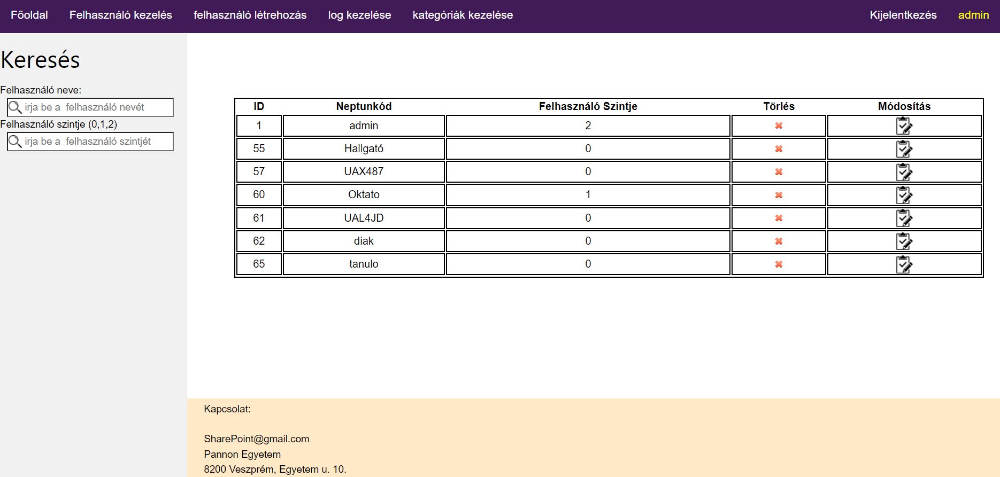 Főoldal Felhasználó kezelés felhasználó létrehozás log kezelése kategóriák kezelése Kijelentkezés admin
Keresés
Felhasználó neve:
irja be a  felhasználó nevét
Felhasználó szintje (0,1,2)
irja be a  felhasználó szintjét
ID Neptunkód Felhasználó Szintje Törlés Módosítás
1 admin 2
55 Hallgató 0
57 UAX487 0
60 Oktato 1
61 UAL4JD 0
62 diak 0
65 tanulo 0
Kapcsolat:
SharePoint@gmail.com
Pannon Egyetem
8200 Veszprém, Egyetem u. 10.